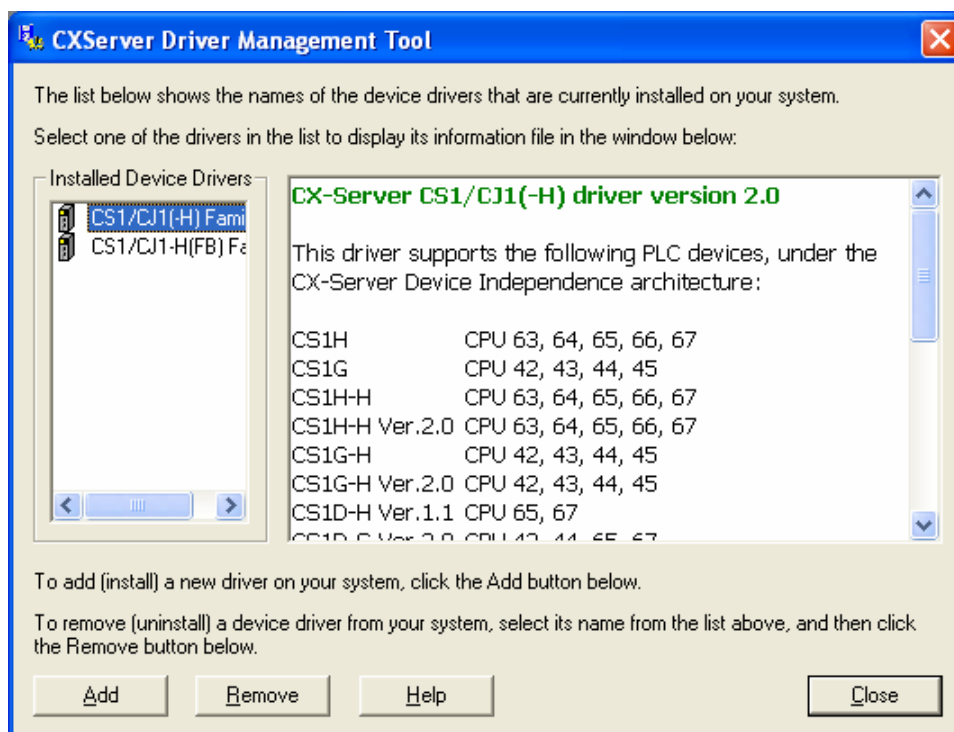 CXServer Driver Management Tool
The list below shows the names of the device drivers that are currently installed on your system.
Select one of the drivers in the list to display its information file in the window below:
Installed Device Drivers
CS1/CJ1(-H) Fami
CS1/CJ1-H(FB) Fa
CX-Server CS1/CJ1(-H) driver version 2.0
This driver supports the following PLC devices, under the
CX-Server Device Independence architecture:
CS1H CPU 63, 64, 65, 66, 67
CS1G CPU 42, 43, 44, 45
CS1H-H CPU 63, 64, 65, 66, 67
CS1H-H Ver.2.0 CPU 63, 64, 65, 66, 67
CS1G-H CPU 42, 43, 44, 45
CS1G-H Ver.2.0 CPU 42, 43, 44, 45
CS1D-H Ver.1.1 CPU 65, 67
To add (install) a new driver on your system, click the Add button below.
To remove (uninstall) a device driver from your system, select its name from the list above, and then click
the Remove button below.
Add Remove Help Close